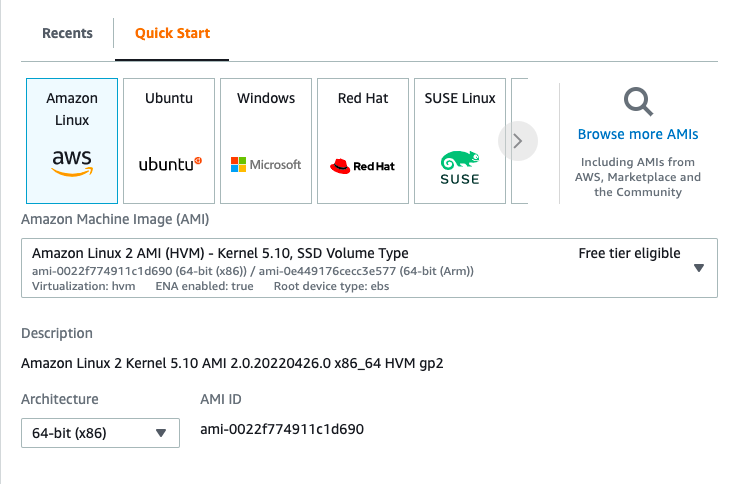 Recents
Quick Start
Amazon
Linux
aws
Ubuntu
ubuntu
Windows
Microsoft
Red Hat
Red Hat
SUSE Linux
SUSE
Browse more AMIs
Including AMIs from
AWS, Marketplace and
the Community
Amazon Machine Image (AMI)
Amazon Linux 2 AMI (HVM) - Kernel 5.10, SSD Volume Type
Free tier eligible
ami-0022f774911c1d690 (64-bit (x86)) / ami-0e449176cecc3e577 (64-bit (Arm))
Virtualization: hvm ENA enabled: true Root device type: ebs
Description
Amazon Linux 2 Kernel 5.10 AMI 2.0.20220426.0 x86_64 HVM gp2
Architecture
AMI ID
64-bit (x86)
ami-0022f774911c1d690